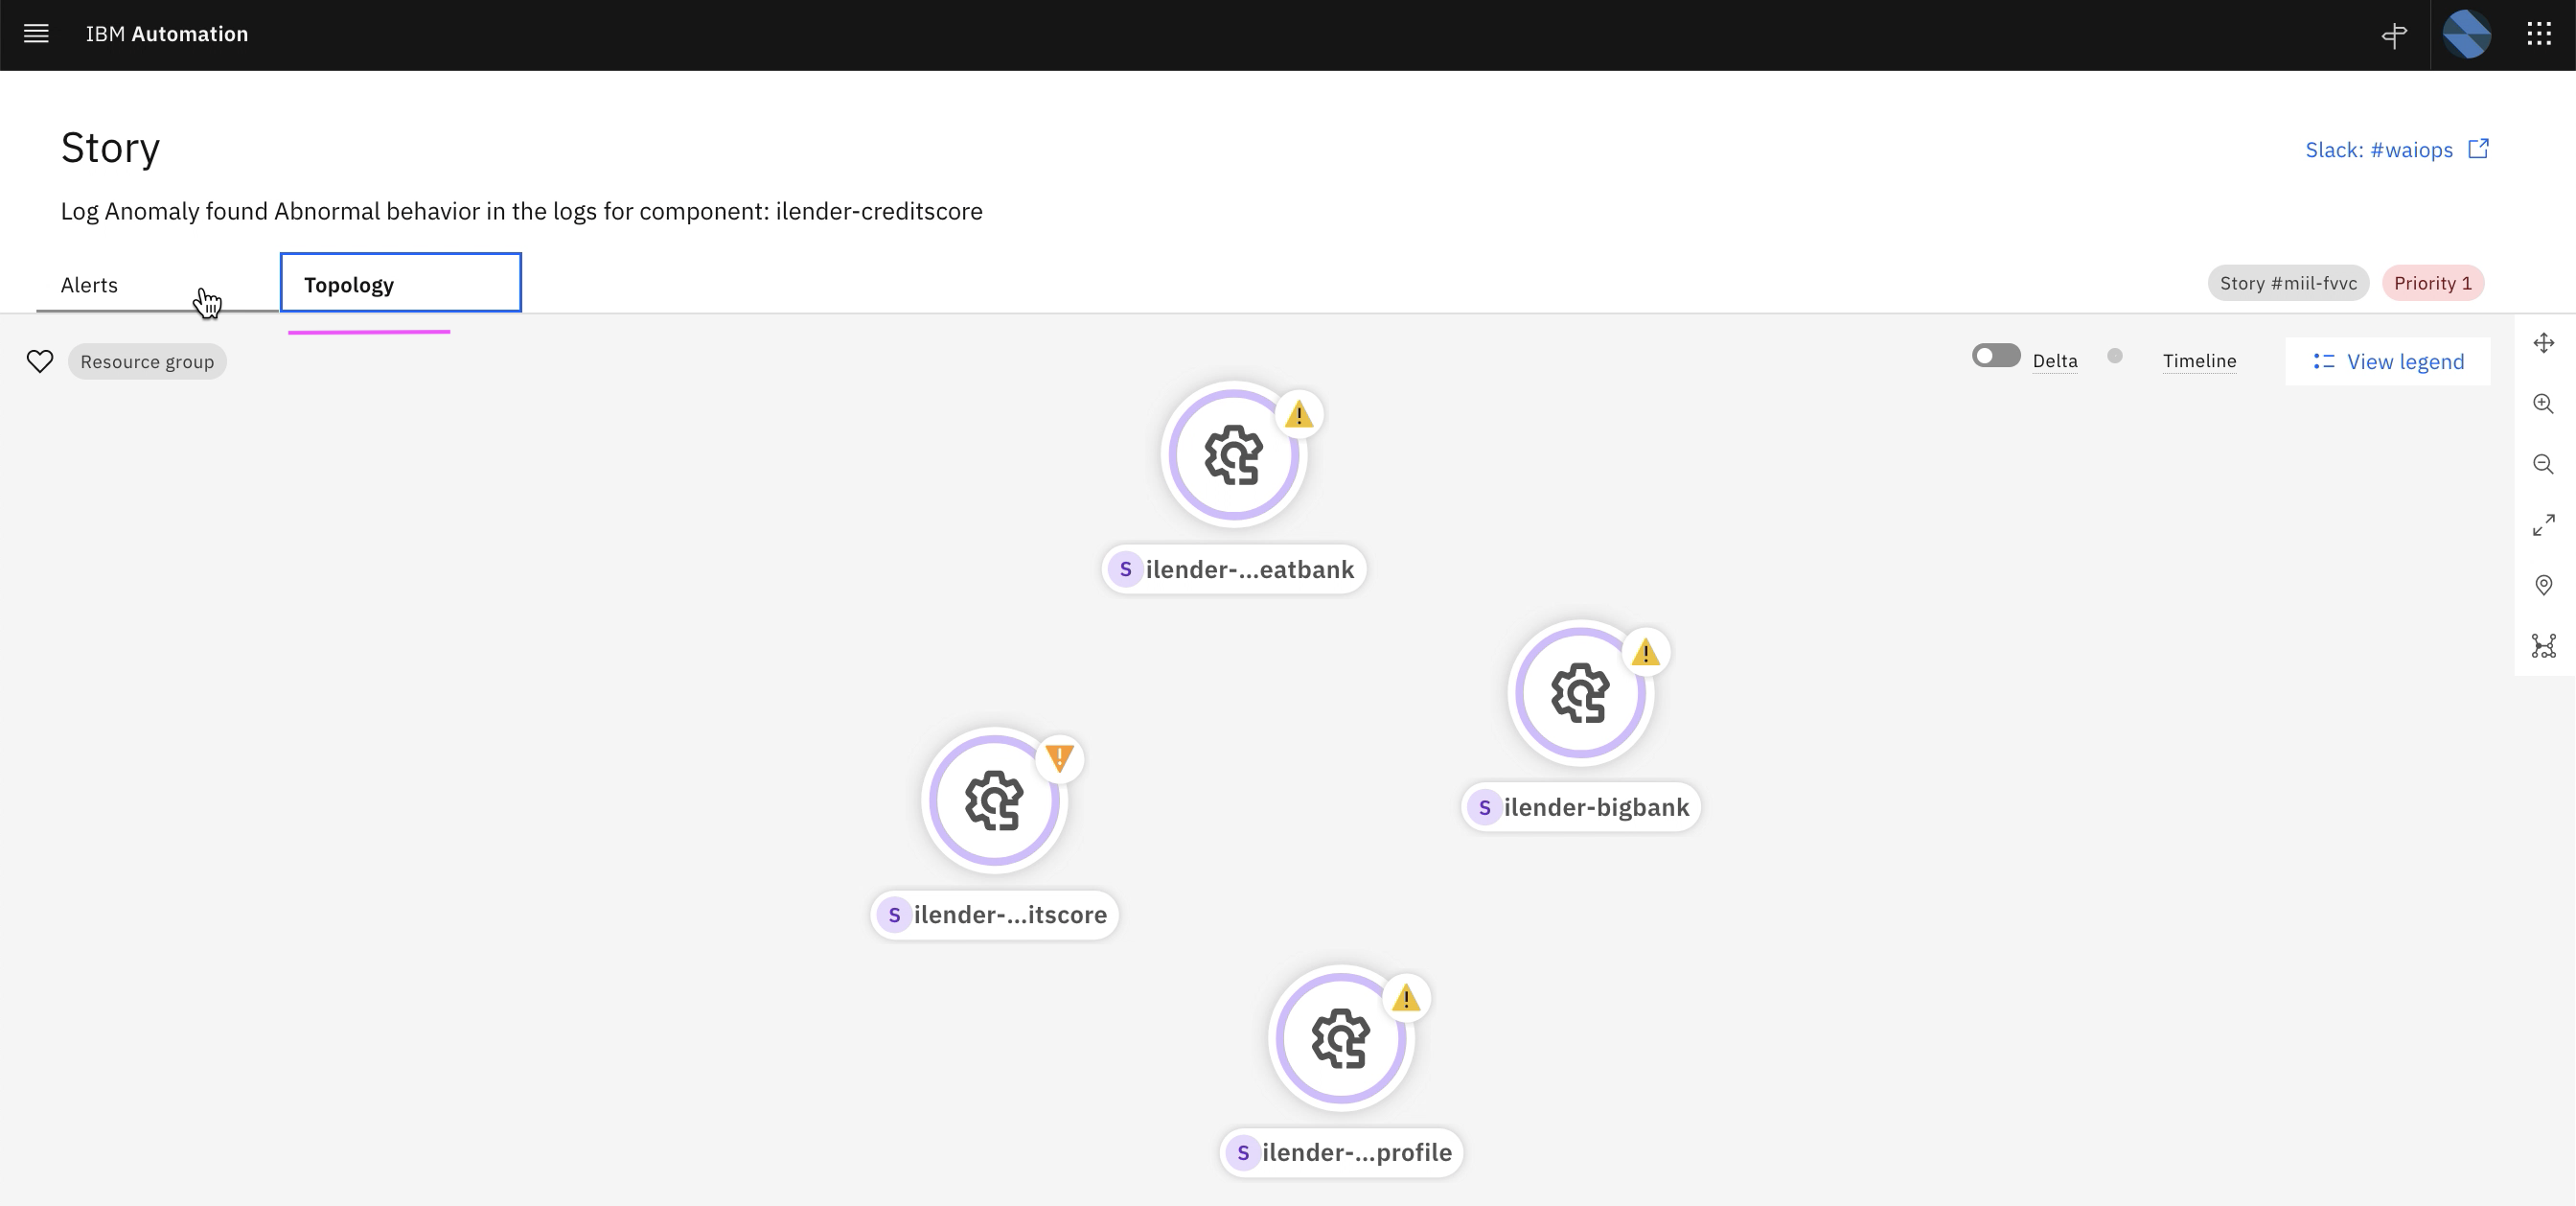 IBM Automation
Story
Slack: #waiops
Log Anomaly found Abnormal behavior in the logs for component: ilender-creditscore
Alerts
Topology
Story #miil-fvvc
Priority 1
Resource group
Delta
Timeline
View legend
S ilender-...eatbank
S ilender-bigbank
S ilender-...itscore
S ilender-...profile